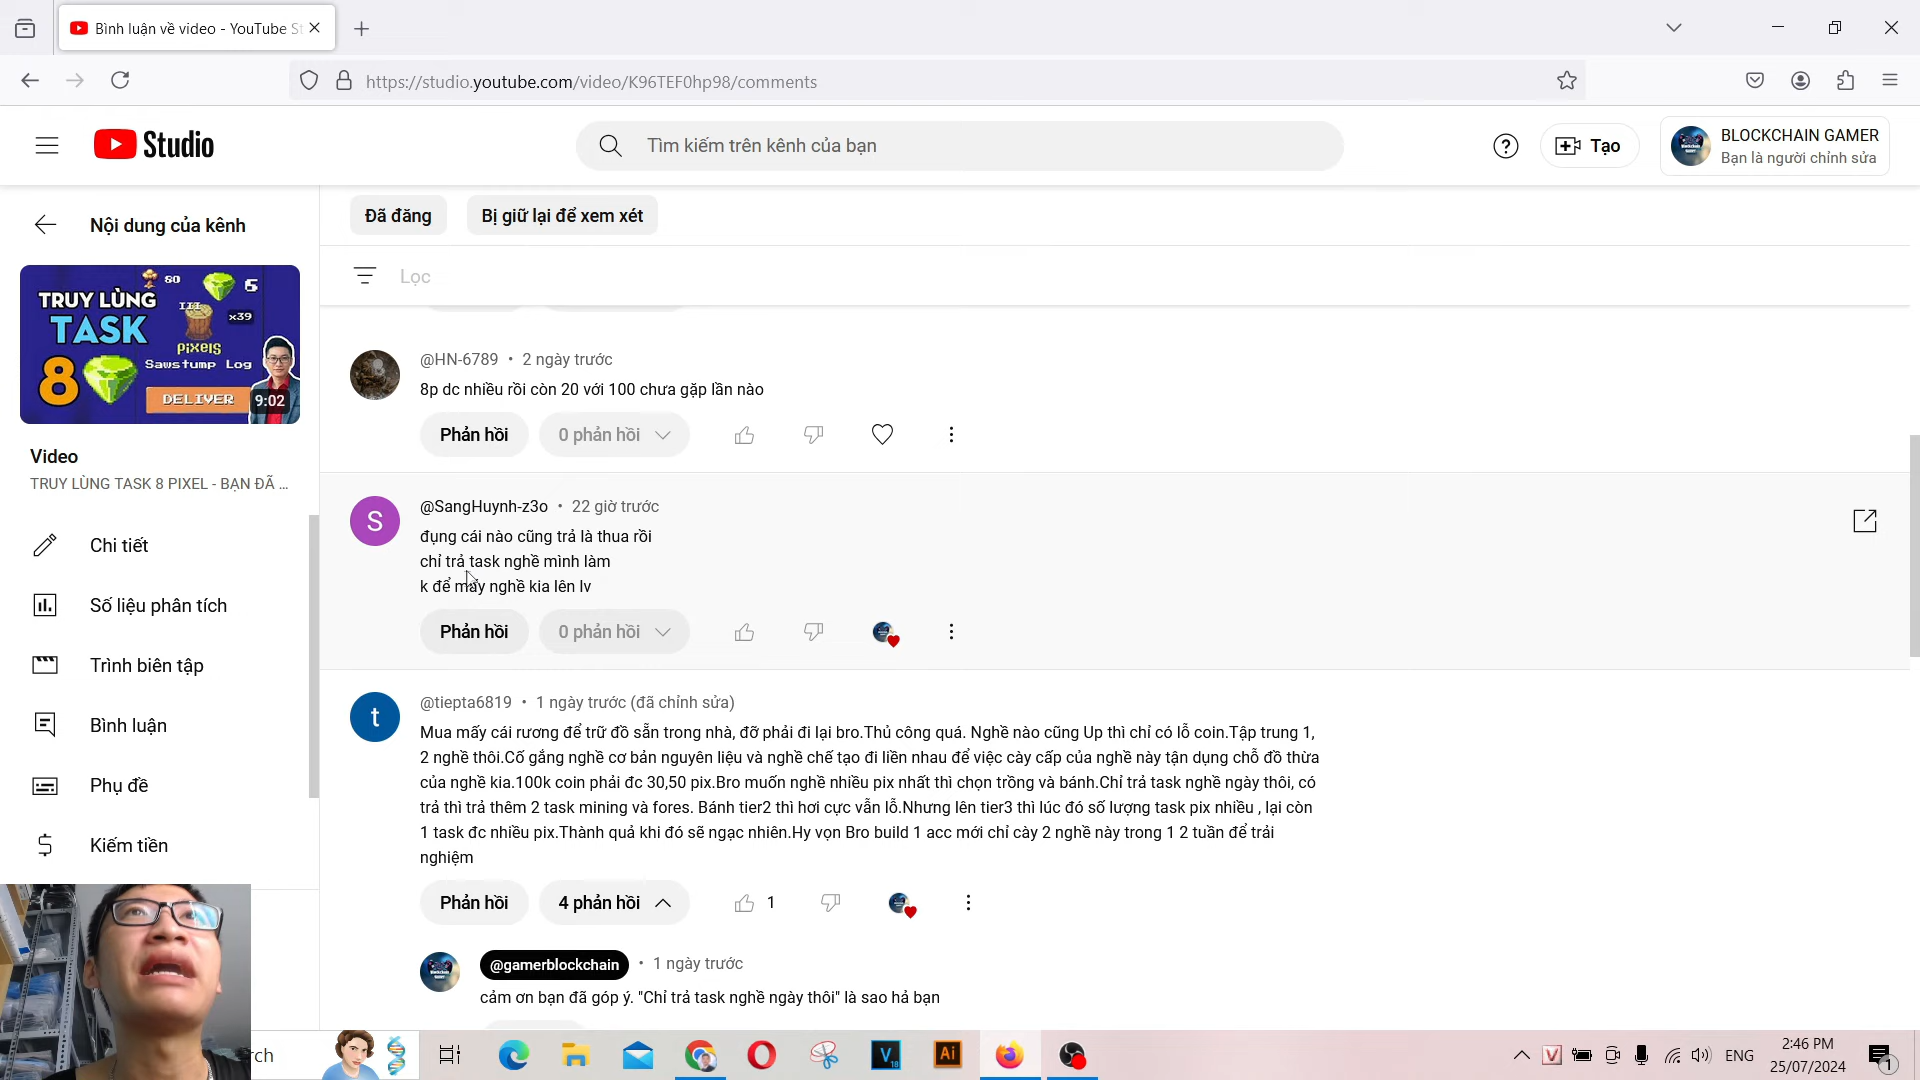 Bình luận về video - YouTube St
https://studio.youtube.com/video/K96TEF0hp98/comments
Studio
Tìm kiếm trên kênh của bạn
Tạo
BLOCKCHAIN GAMER
Bạn là người chỉnh sửa
Nội dung của kênh
Đã đăng
Bị giữ lại để xem xét
Lọc
TRUY LÙNG
TASK
8
80
6
III
x39
PiXELS
Sawstump Log
DELIVER
9:02
Video
TRUY LÙNG TASK 8 PIXEL - BẠN ĐÃ ...
Chi tiết
Số liệu phân tích
Trình biên tập
Bình luận
Phụ đề
Kiếm tiền
@HN-6789 • 2 ngày trước
8p dc nhiều rồi còn 20 với 100 chưa gặp lần nào
Phản hồi
0 phản hồi
S
@SangHuynh-z3o • 22 giờ trước
đụng cái nào cũng trả là thua rồi
chỉ trả task nghề mình làm
k để mấy nghề kia lên lv
Phản hồi
0 phản hồi
t
@tiepta6819 • 1 ngày trước (đã chỉnh sửa)
Mua mấy cái rương để trữ đồ sẵn trong nhà, đỡ phải đi lại bro.Thủ công quá. Nghề nào cũng Up thì chỉ có lỗ coin.Tập trung 1,
2 nghề thôi.Cố gắng nghề cơ bản nguyên liệu và nghề chế tạo đi liền nhau để việc cày cấp của nghề này tận dụng chỗ đồ thừa
của nghề kia.100k coin phải đc 30,50 pix.Bro muốn nghề nhiều pix nhất thì chọn trồng và bánh.Chỉ trả task nghề ngày thôi, có
trả thì trả thêm 2 task mining và fores. Bánh tier2 thì hơi cực vẫn lỗ.Nhưng lên tier3 thì lúc đó số lượng task pix nhiều , lại còn
1 task đc nhiều pix.Thành quả khi đó sẽ ngạc nhiên.Hy vọn Bro build 1 acc mới chỉ cày 2 nghề này trong 1 2 tuần để trải
nghiệm
Phản hồi
4 phản hồi
1
@gamerblockchain • 1 ngày trước
cảm ơn bạn đã góp ý. "Chỉ trả task nghề ngày thôi" là sao hả bạn
rch
V
Ai
ENG
2:46 PM
25/07/2024
1